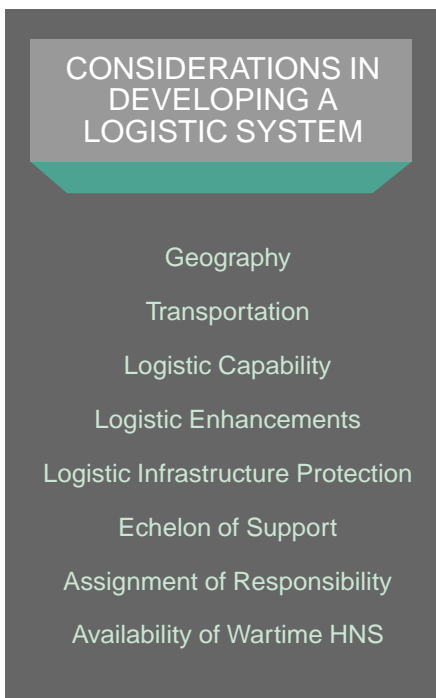 CONSIDERATIONS IN
DEVELOPING A
LOGISTIC SYSTEM
Geography
Transportation
Logistic Capability
Logistic Enhancements
Logistic Infrastructure Protection
Echelon of Support
Assignment of Responsibility
Availability of Wartime HNS